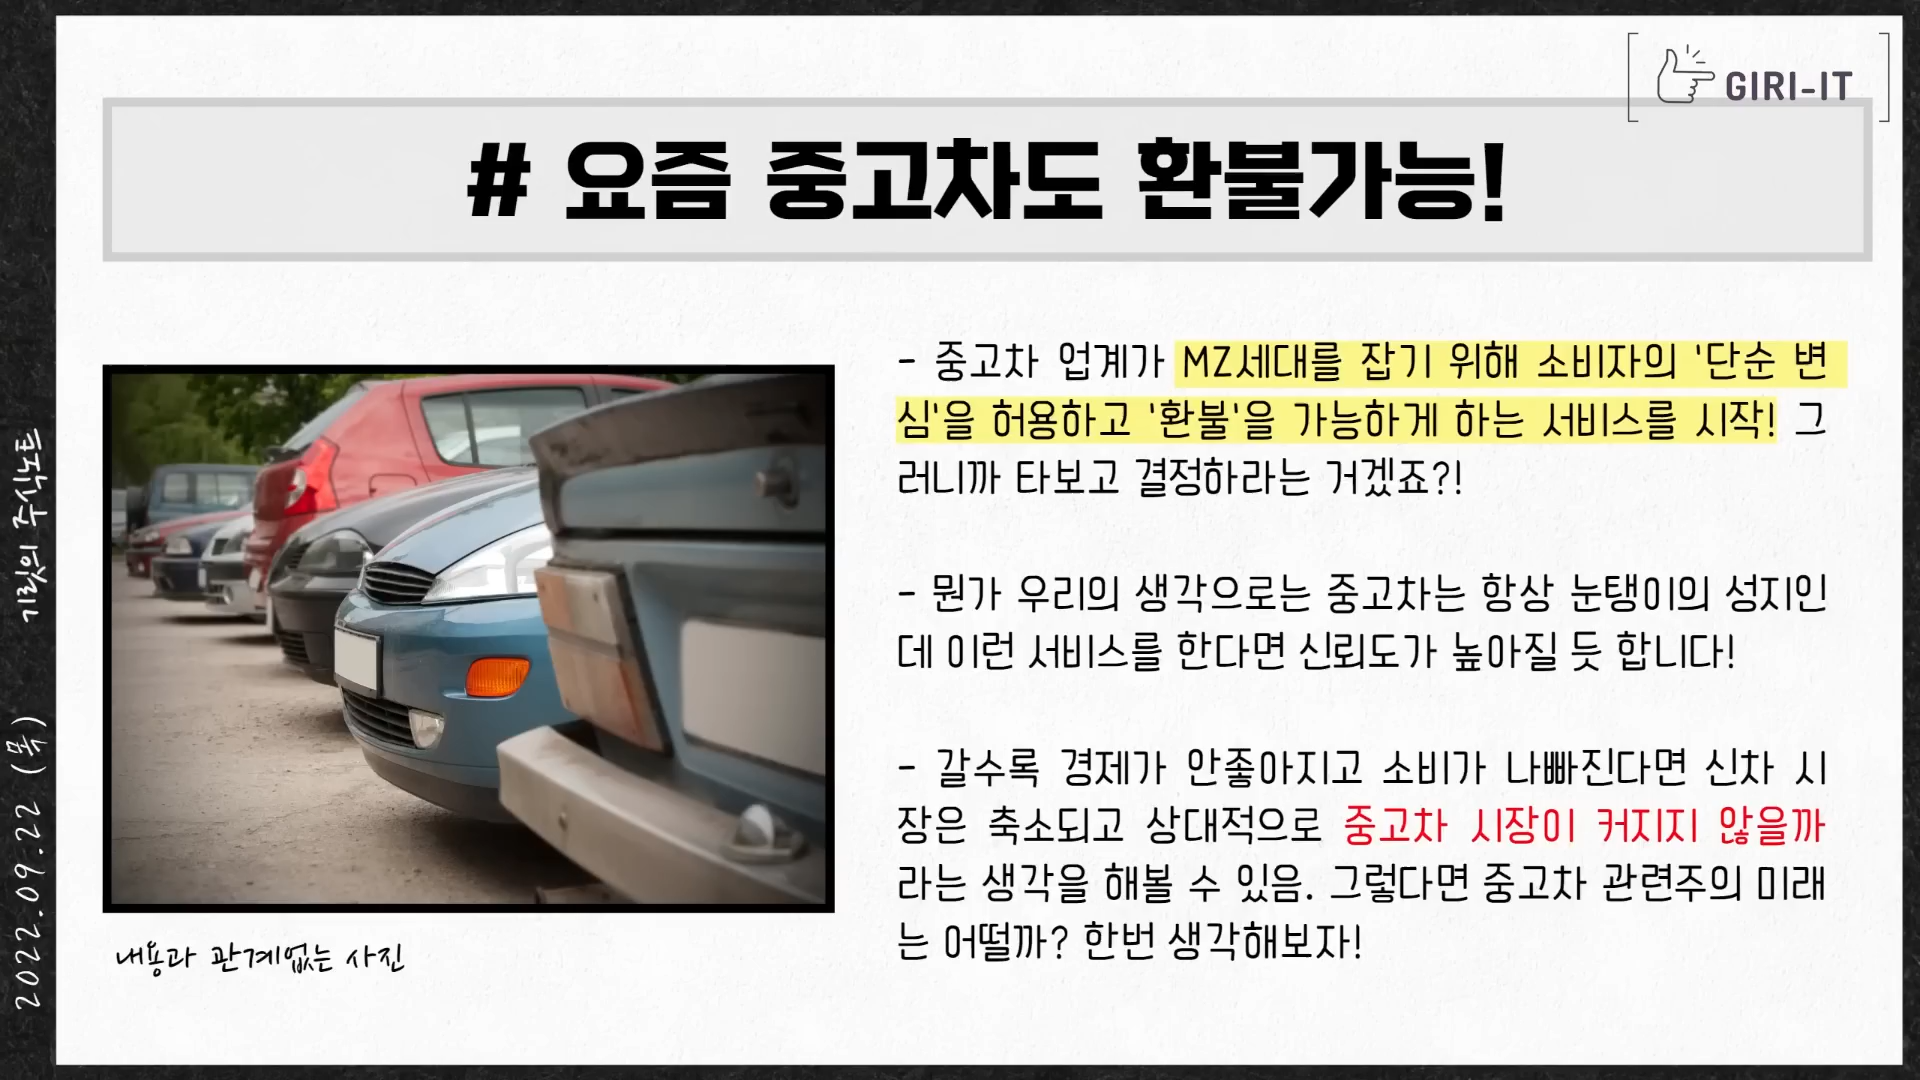 GIRI-IT
# 요즘 중고차도 환불가능!
- 중고차 업계가 MZ세대를 잡기 위해 소비자의 '단순 변
심'을 허용하고 '환불'을 가능하게 하는 서비스를 시작! 그
러니까 타보고 결정하라는 거겠죠?!
- 뭔가 우리의 생각으로는 중고차는 항상 눈탱이의 성지인
데 이런 서비스를 한다면 신뢰도가 높아질 듯 합니다!
- 갈수록 경제가 안좋아지고 소비가 나빠진다면 신차 시
장은 축소되고 상대적으로 중고차 시장이 커지지 않을까
라는 생각을 해볼 수 있음. 그렇다면 중고차 관련주의 미래
는 어떨까? 한번 생각해보자!
내용과 관계없는 사진
2022.09.22 (목) 기릿의 주식노트